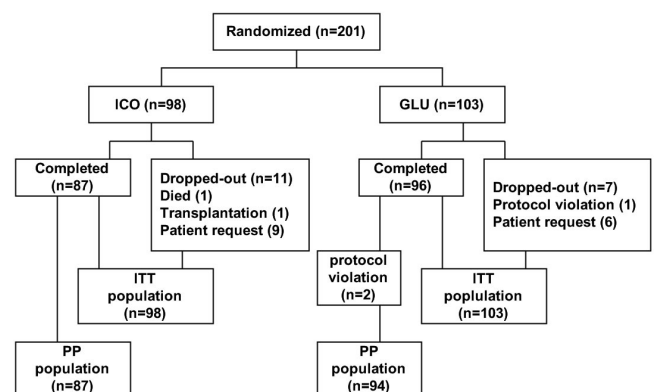 Randomized (n=201)
ICO (n=98)
GLU (n=103)
Completed
(n=87)
Dropped-out (n=11)
Died (1)
Transplantation (1)
Patient request (9)
Completed
(n=96)
Dropped-out (n=7)
Protocol violation (1)
Patient request (6)
ITT
population
(n=98)
protocol
violation
(n=2)
ITT
poplulation
(n=103)
PP
population
(n=87)
PP
population
(n=94)